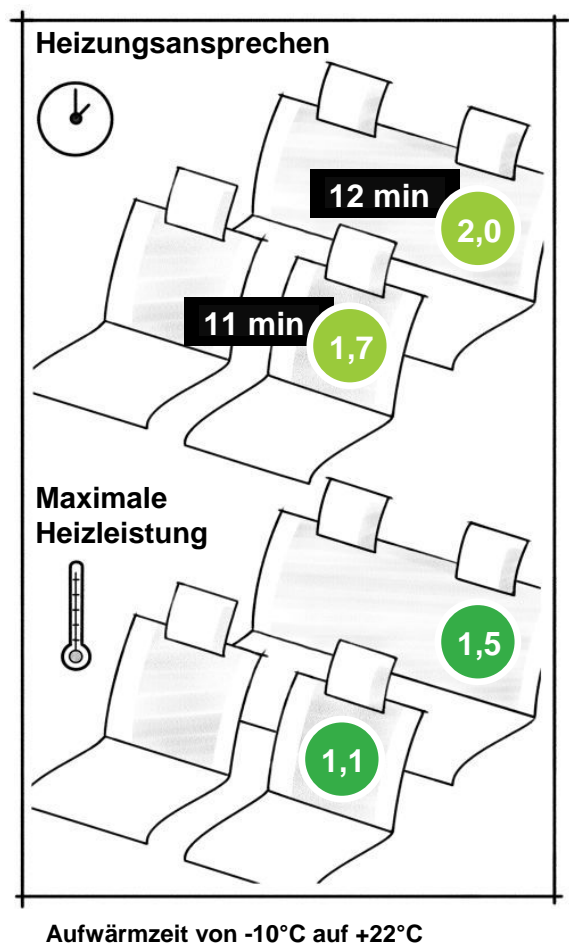 Heizungsansprechen
12 min
2,0
11 min
1,7
Maximale
Heizleistung
1,5
1,1
Aufwärmzeit von -10°C auf +22°C